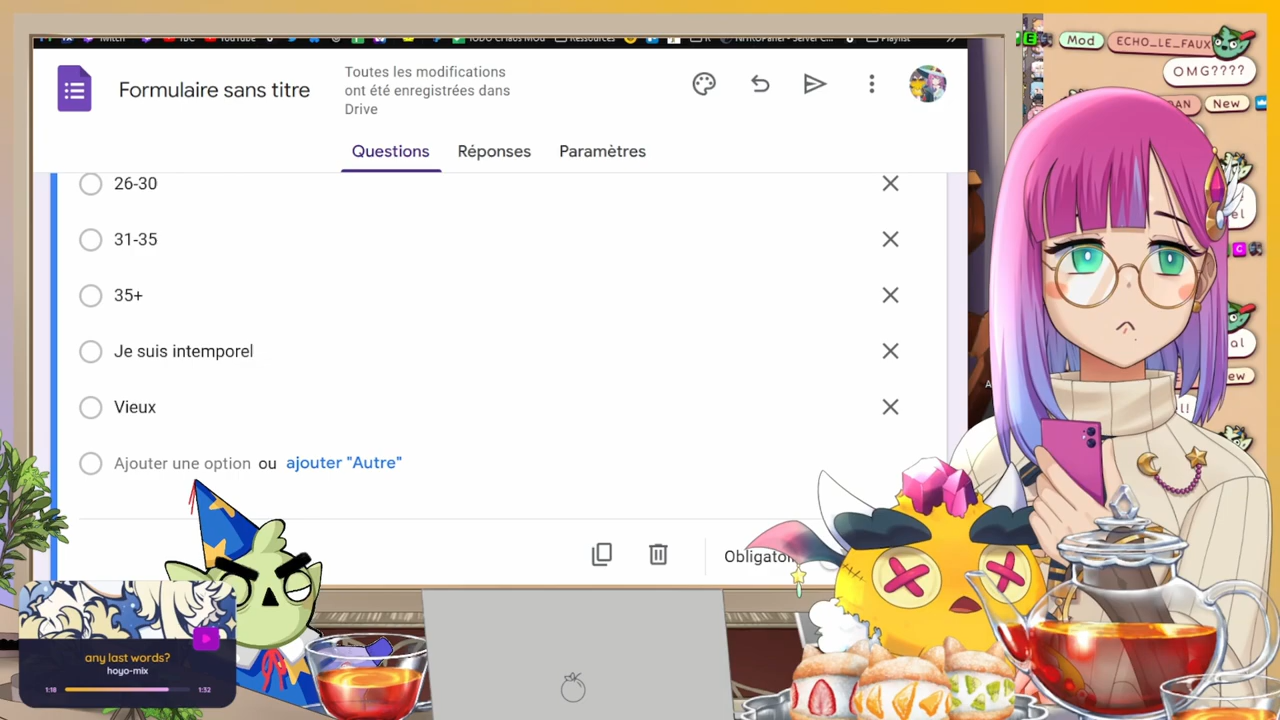 Formulaire sans titre
Toutes les modifications
ont été enregistrées dans
Drive
Questions
Réponses
Paramètres
26-30
31-35
35+
Je suis intemporel
Vieux
Ajouter une option ou ajouter "Autre"
any last words?
hoyo-mix
1:18
1:32
Mod
ECHO_LE_FAUX
OMG????
New